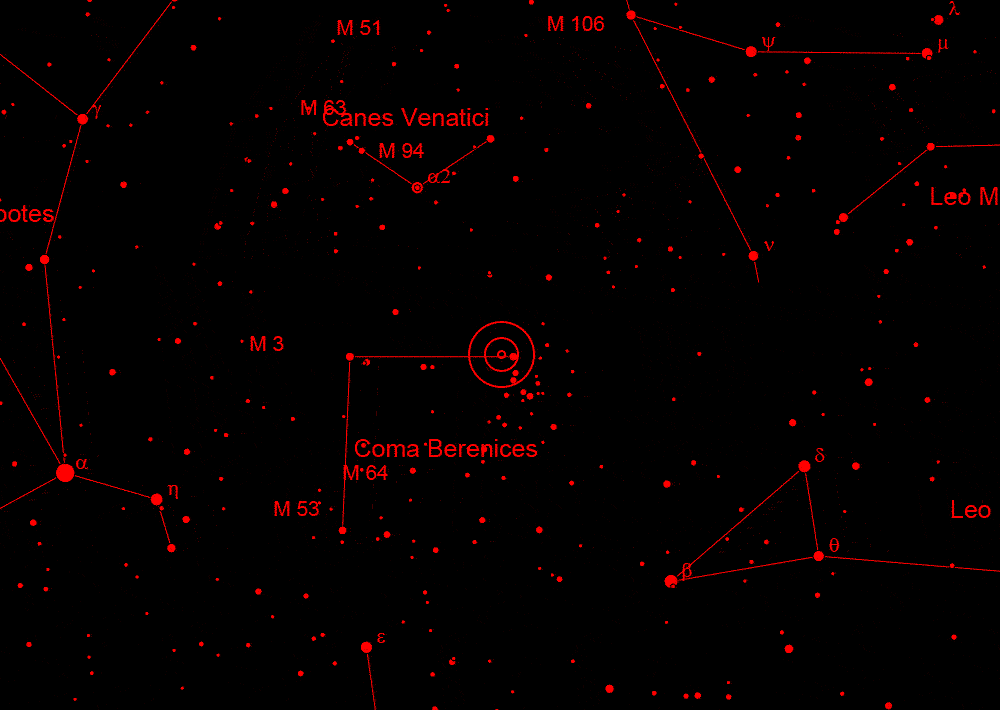 λ
M 51
M 106
ψ
μ
M 63
γ
Canes Venatici
M 94
α2
Leo M
ootes
ν
M 3
Coma Berenices
α
δ
M 64
η
M 53
Leo
θ
β
ε